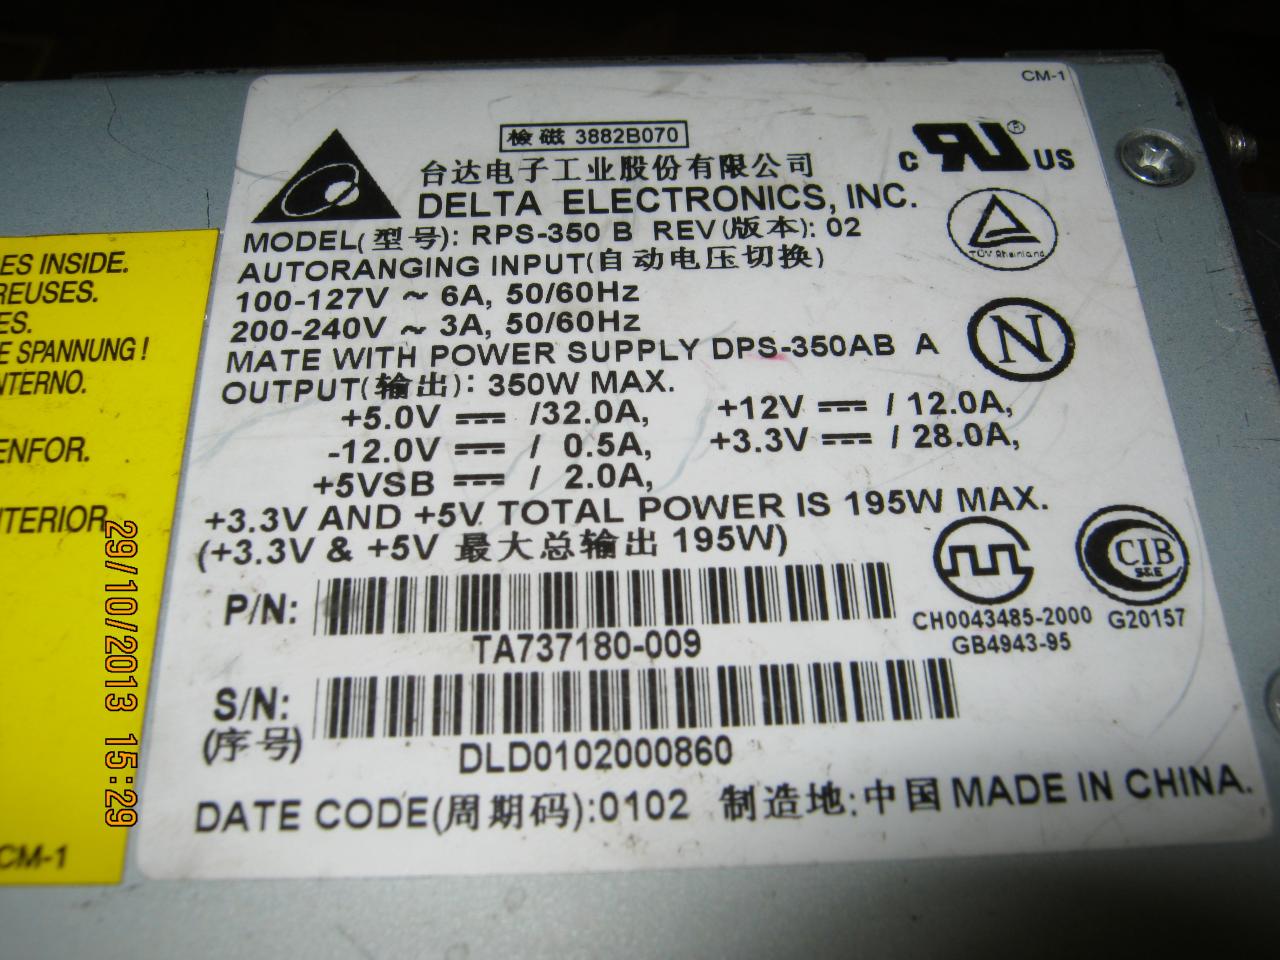 CM-1
檢磁 3882B070
台达电子工业股份有限公司
DELTA ELECTRONICS, INC.
C RU ® US
MODEL(型号): RPS-350 B REV(版本): 02
TÜV Rheinland
AUTORANGING INPUT(自动电压切换)
100-127V ~ 6A, 50/60Hz
200-240V ~ 3A, 50/60Hz
N
MATE WITH POWER SUPPLY DPS-350AB A
OUTPUT(输出): 350W MAX.
+5.0V ⎓ /32.0A, +12V ⎓ / 12.0A,
-12.0V ⎓ / 0.5A, +3.3V ⎓ / 28.0A,
+5VSB ⎓ / 2.0A,
+3.3V AND +5V TOTAL POWER IS 195W MAX.
(+3.3V & +5V 最大总输出 195W)
CIB
S&E
CH0043485-2000 G20157
GB4943-95
P/N:
TA737180-009
S/N:
(序号)
DLD0102000860
DATE CODE(周期码):0102 制造地:中国 MADE IN CHINA.
ES INSIDE.
REUSES.
ES.
E SPANNUNG !
NTERNO.
ENFOR.
NTERIOR
CM-1
29/10/2013 15:29